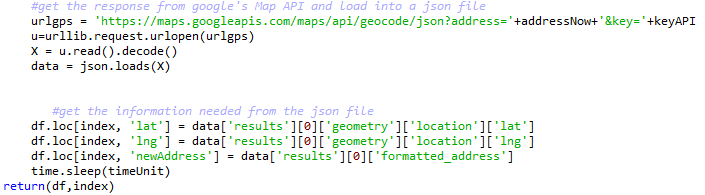 #get the response from google's Map API and load into a json file
urlgps = 'https://maps.googleapis.com/maps/api/geocode/json?address='+addressNow+'&key='+keyAPI
u=urllib.request.urlopen(urlgps)
X = u.read().decode()
data = json.loads(X)
#get the information needed from the json file
df.loc[index, 'lat'] = data['results'][0]['geometry']['location']['lat']
df.loc[index, 'lng'] = data['results'][0]['geometry']['location']['lng']
df.loc[index, 'newAddress'] = data['results'][0]['formatted_address']
time.sleep(timeUnit)
return(df,index)